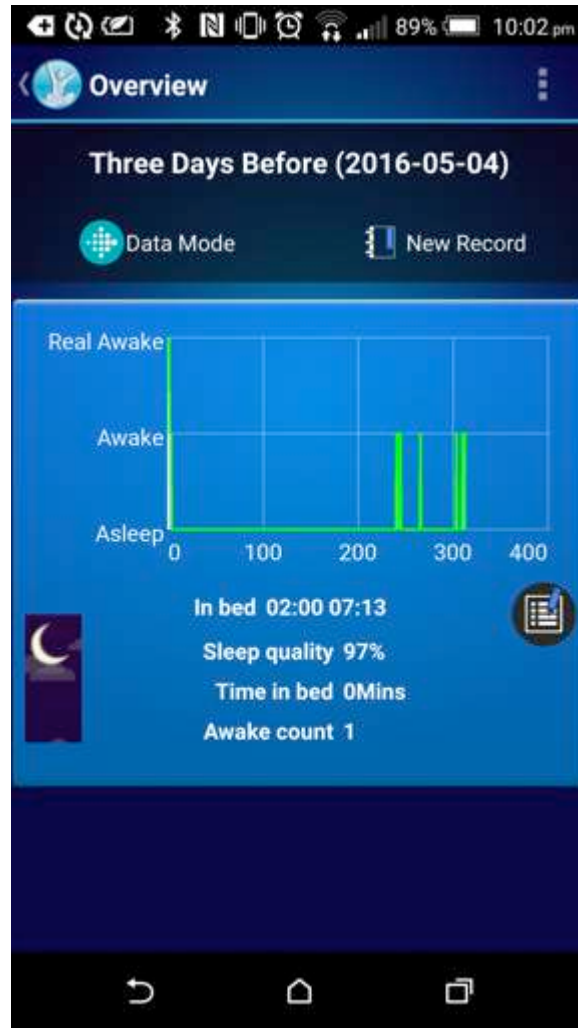 89% 10:02 pm
Overview
Three Days Before (2016-05-04)
Data Mode New Record
Real Awake
Awake
Asleep
0 100 200 300 400
In bed 02:00 07:13
Sleep quality 97%
Time in bed 0Mins
Awake count 1